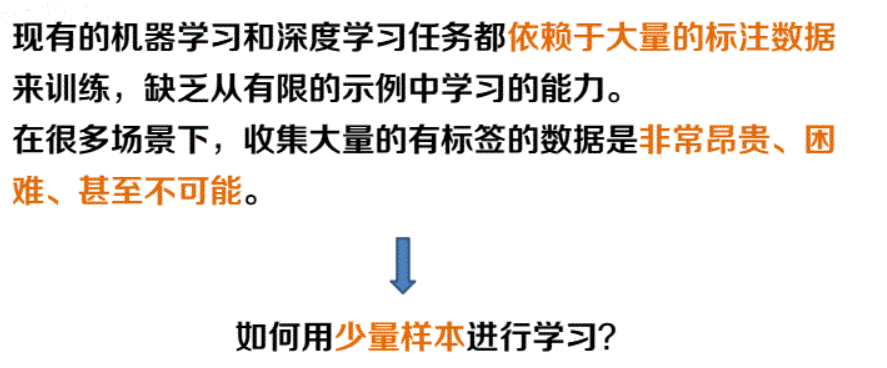 现有的机器学习和深度学习任务都依赖于大量的标注数据
来训练，缺乏从有限的示例中学习的能力。
在很多场景下，收集大量的有标签的数据是非常昂贵、困
难、甚至不可能。
如何用少量样本进行学习？